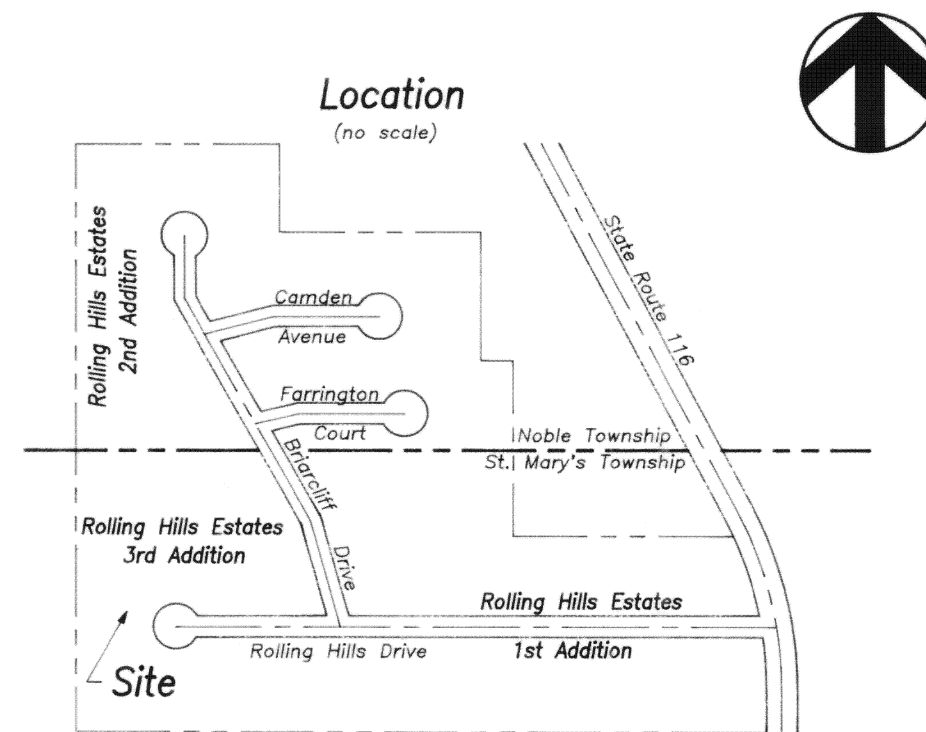 Location
(no scale)
Rolling Hills Estates
2nd Addition
State Route 116
Camden
Avenue
Farrington
Court
Noble Township
St. Mary's Township
Briarcliff
Drive
Rolling Hills Estates
3rd Addition
Rolling Hills Estates
1st Addition
Rolling Hills Drive
Site